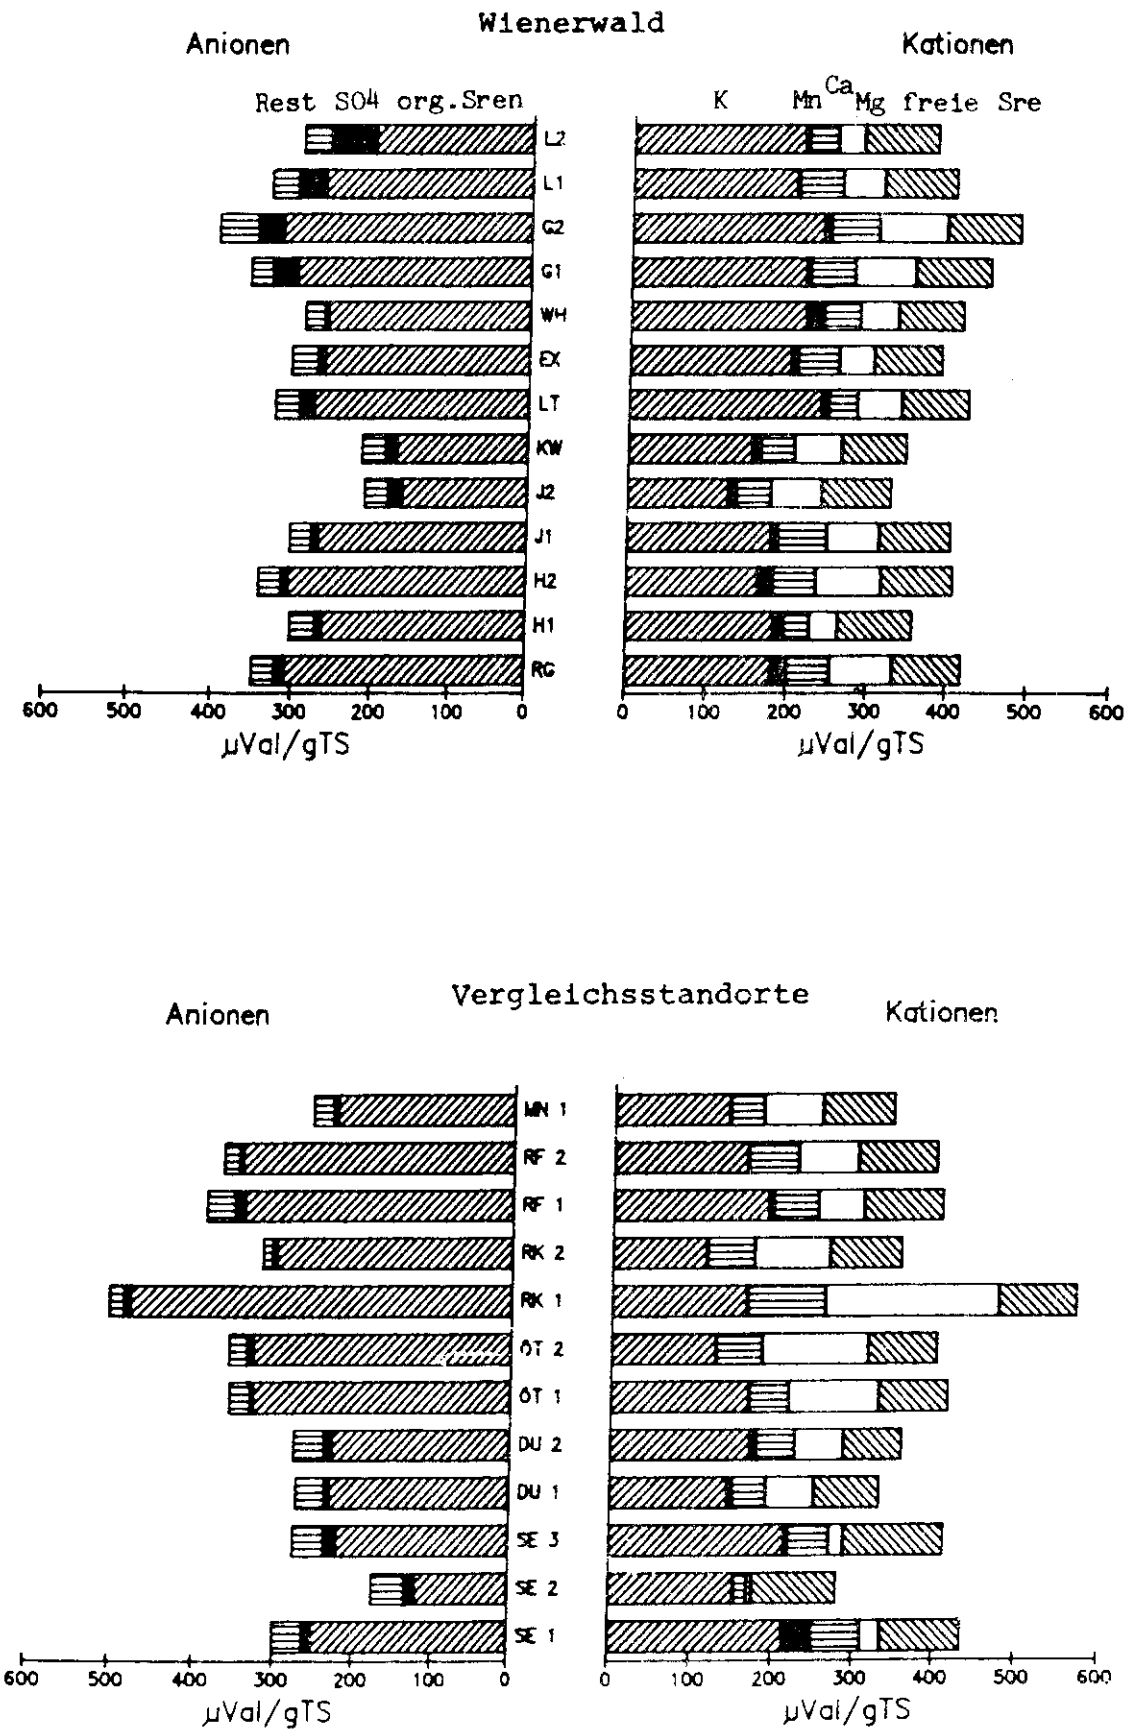 Wienerwald
Anionen Kationen
Rest SO4 org.Sren K Mn Ca Mg freie Sre
L2
L1
G2
G1
WH
EX
LT
KW
J2
J1
H2
H1
RG
600 500 400 300 200 100 0 0 100 200 300 400 500 600
µVal/gTS µVal/gTS
Vergleichsstandorte
Anionen Kationen
MN 1
RF 2
RF 1
RK 2
RK 1
ÖT 2
ÖT 1
DU 2
DU 1
SE 3
SE 2
SE 1
600 500 400 300 200 100 0 0 100 200 300 400 500 600
µVal/gTS µVal/gTS